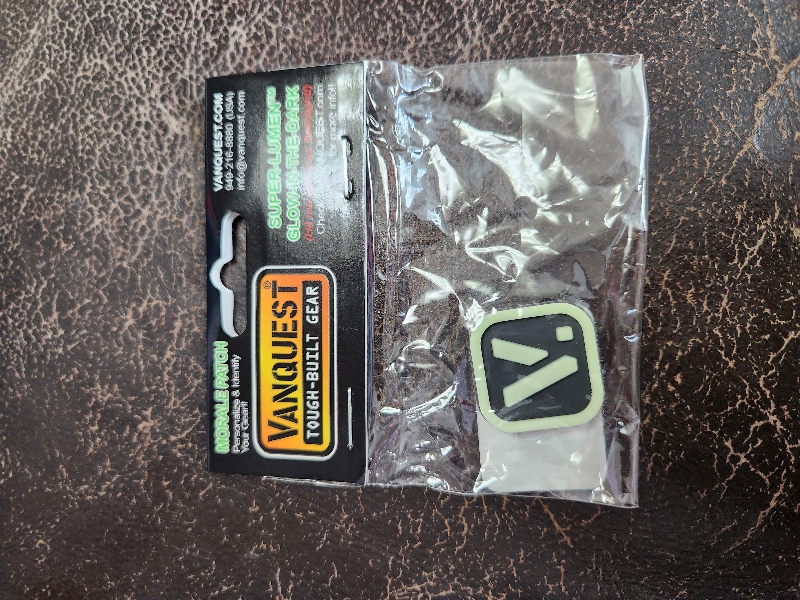 MORALE PATCH
Personalize & Identify
Your Gear!!
VANQUEST.COM
949-216-8880 (USA)
info@vanquest.com
VANQUEST®
TOUGH-BUILT GEAR
SUPER-LUMEN™
GLOW-IN-THE-DARK
V.